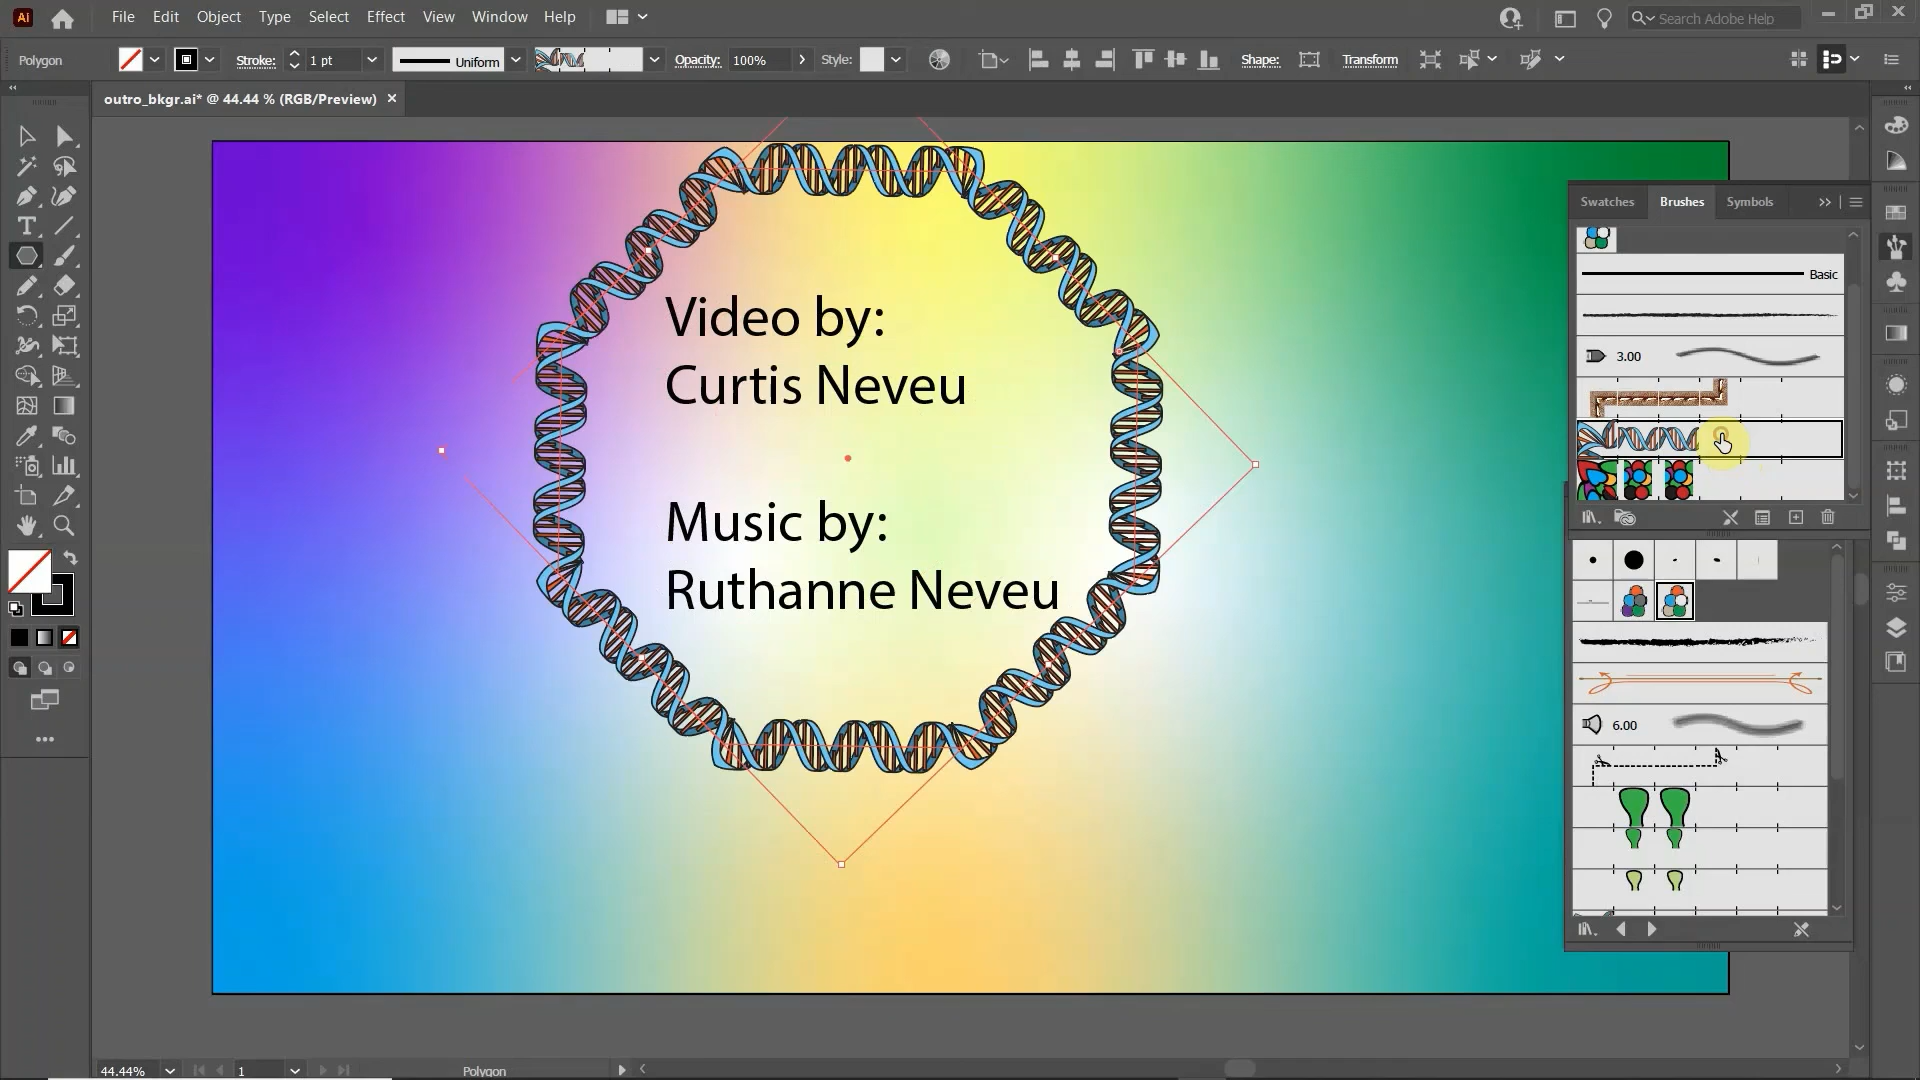 Ai File Edit Object Type Select Effect View Window Help Search Adobe Help
Polygon Stroke: 1 pt Uniform Opacity: 100% Style: Shape: Transform
outro_bkgr.ai* @ 44.44 % (RGB/Preview) ×
Swatches Brushes Symbols
Basic
3.00
6.00
Video by:
Curtis Neveu
Music by:
Ruthanne Neveu
44.44% 1 Polygon